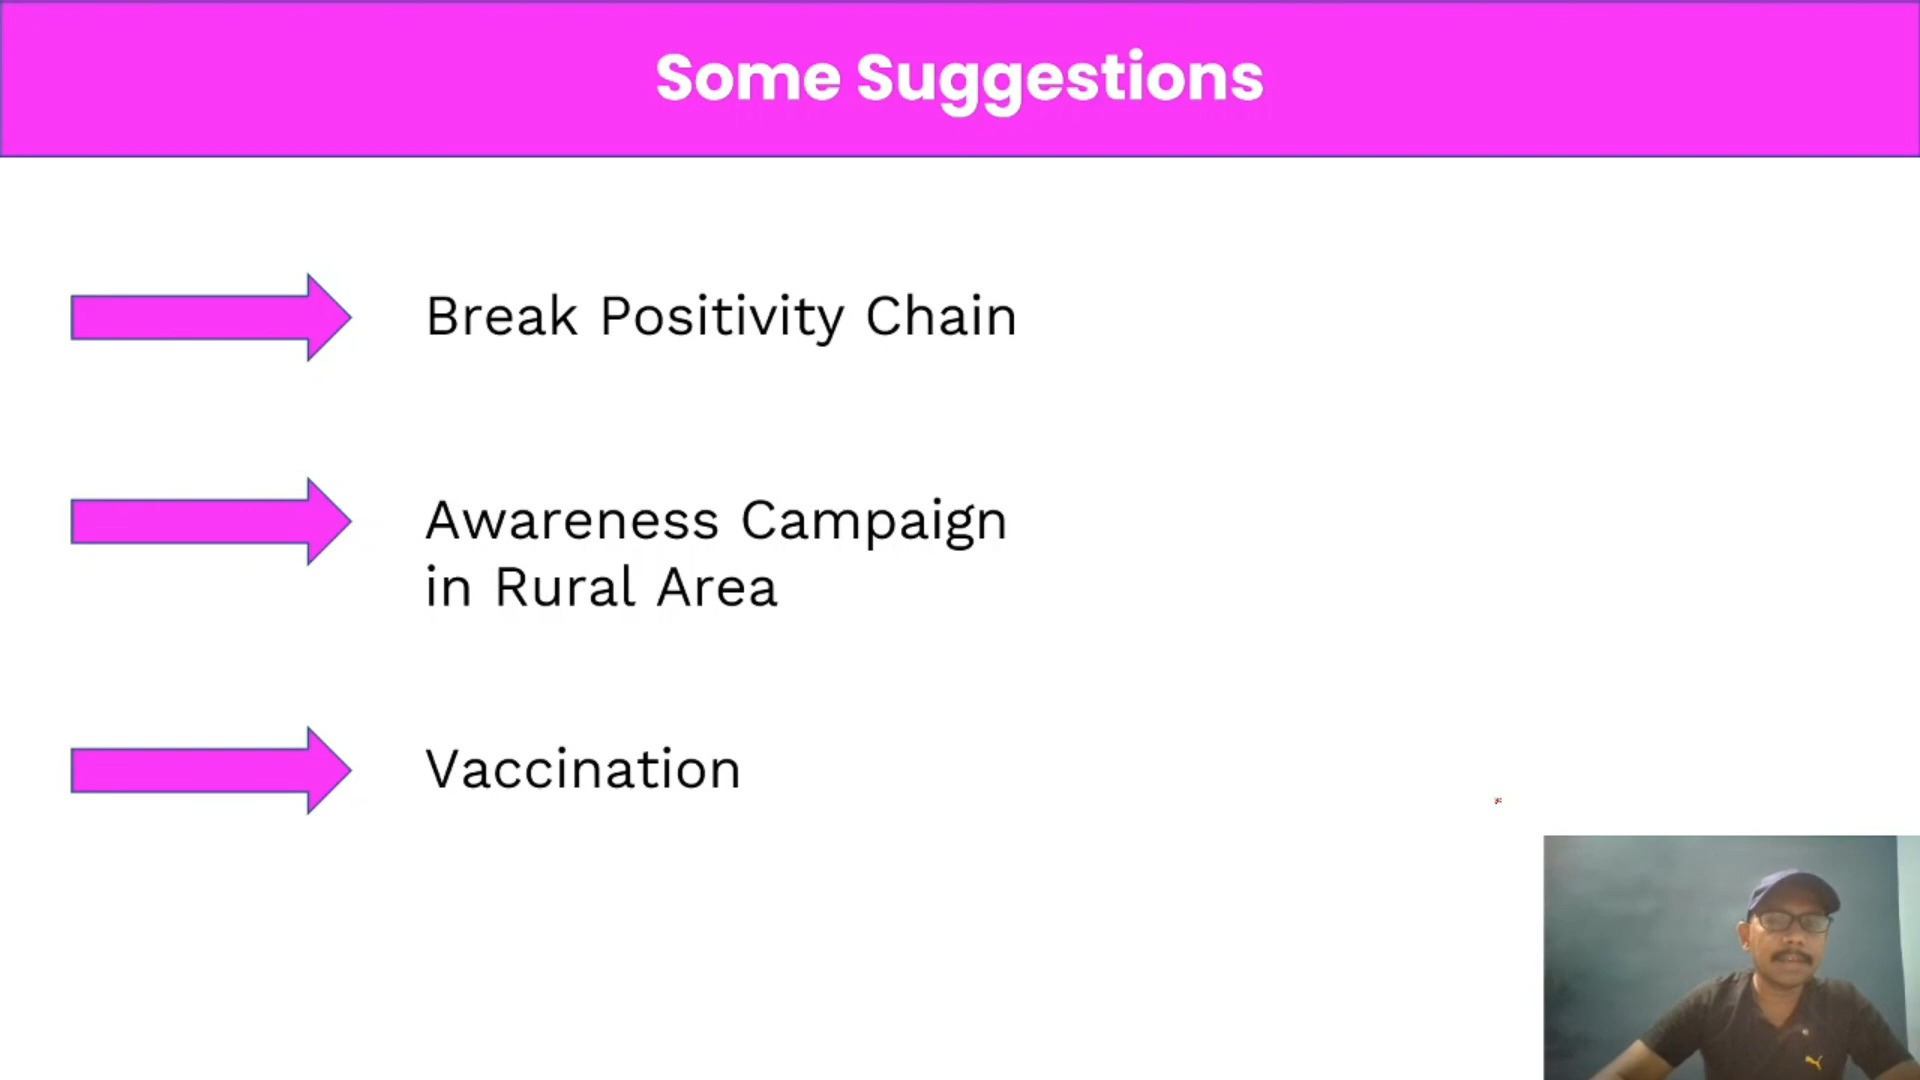 Some Suggestions
Break Positivity Chain
Awareness Campaign
in Rural Area
Vaccination